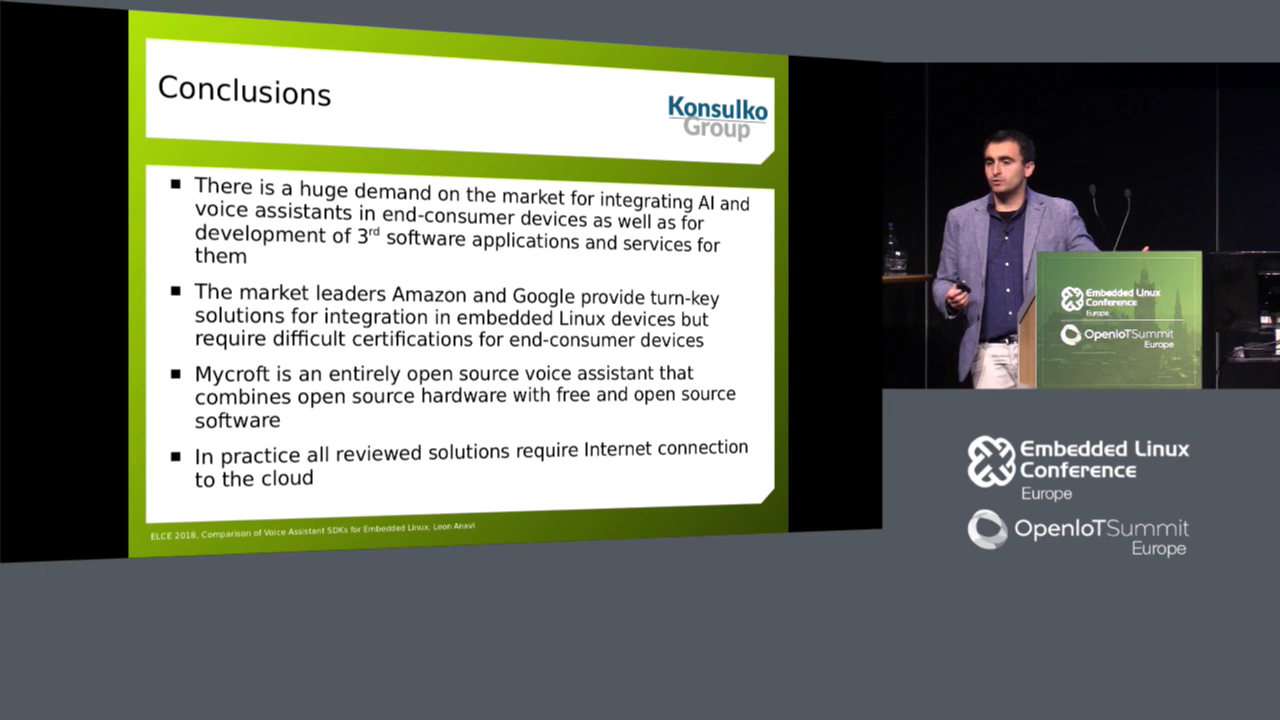 Conclusions
Konsulko
Group
▪ There is a huge demand on the market for integrating AI and
voice assistants in end-consumer devices as well as for
development of 3rd software applications and services for
them
▪ The market leaders Amazon and Google provide turn-key
solutions for integration in embedded Linux devices but
require difficult certifications for end-consumer devices
▪ Mycroft is an entirely open source voice assistant that
combines open source hardware with free and open source
software
▪ In practice all reviewed solutions require Internet connection
to the cloud
ELCE 2018, Comparison of Voice Assistant SDKs for Embedded Linux, Leon Anavi
Embedded Linux
Conference
Europe
OpenIoTSummit
Europe
Embedded Linux
Conference
Europe
OpenIoTSummit
Europe